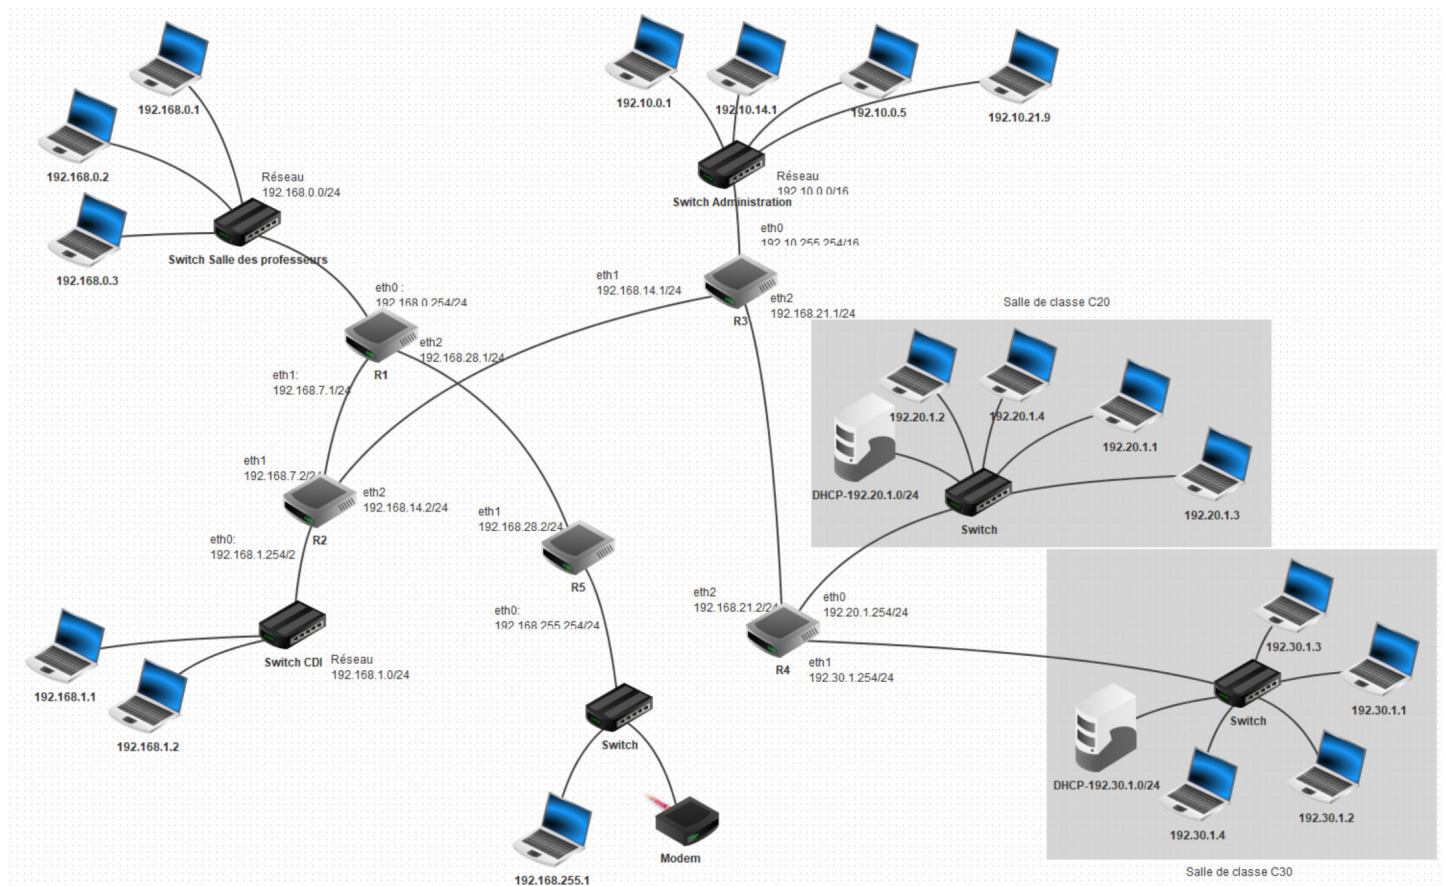 192.168.0.1
192.168.0.2
192.168.0.3
Réseau
192.168.0.0/24
Switch Salle des professeurs
eth0 :
192.168.0.254/24
eth2
192.168.28.1/24
R1
eth1:
192.168.7.1/24
192.10.0.1
192.10.14.1
192.10.0.5
192.10.21.9
Réseau
192.10.0.0/16
Switch Administration
eth0
192.10.255.254/16
eth1
192.168.14.1/24
eth2
192.168.21.1/24
R3
Salle de classe C20
192.20.1.2
192.20.1.4
192.20.1.1
192.20.1.3
DHCP-192.20.1.0/24
Switch
eth1
192.168.7.2/24
eth2
192.168.14.2/24
R2
eth0:
192.168.1.254/2
Switch CDI
Réseau
192.168.1.0/24
192.168.1.1
192.168.1.2
eth1
192.168.28.2/24
R5
eth0:
192.168.255.254/24
Switch
192.168.255.1
Modem
eth2
192.168.21.2/24
eth0
192.20.1.254/24
R4
eth1
192.30.1.254/24
192.30.1.3
192.30.1.1
Switch
DHCP-192.30.1.0/24
192.30.1.2
192.30.1.4
Salle de classe C30